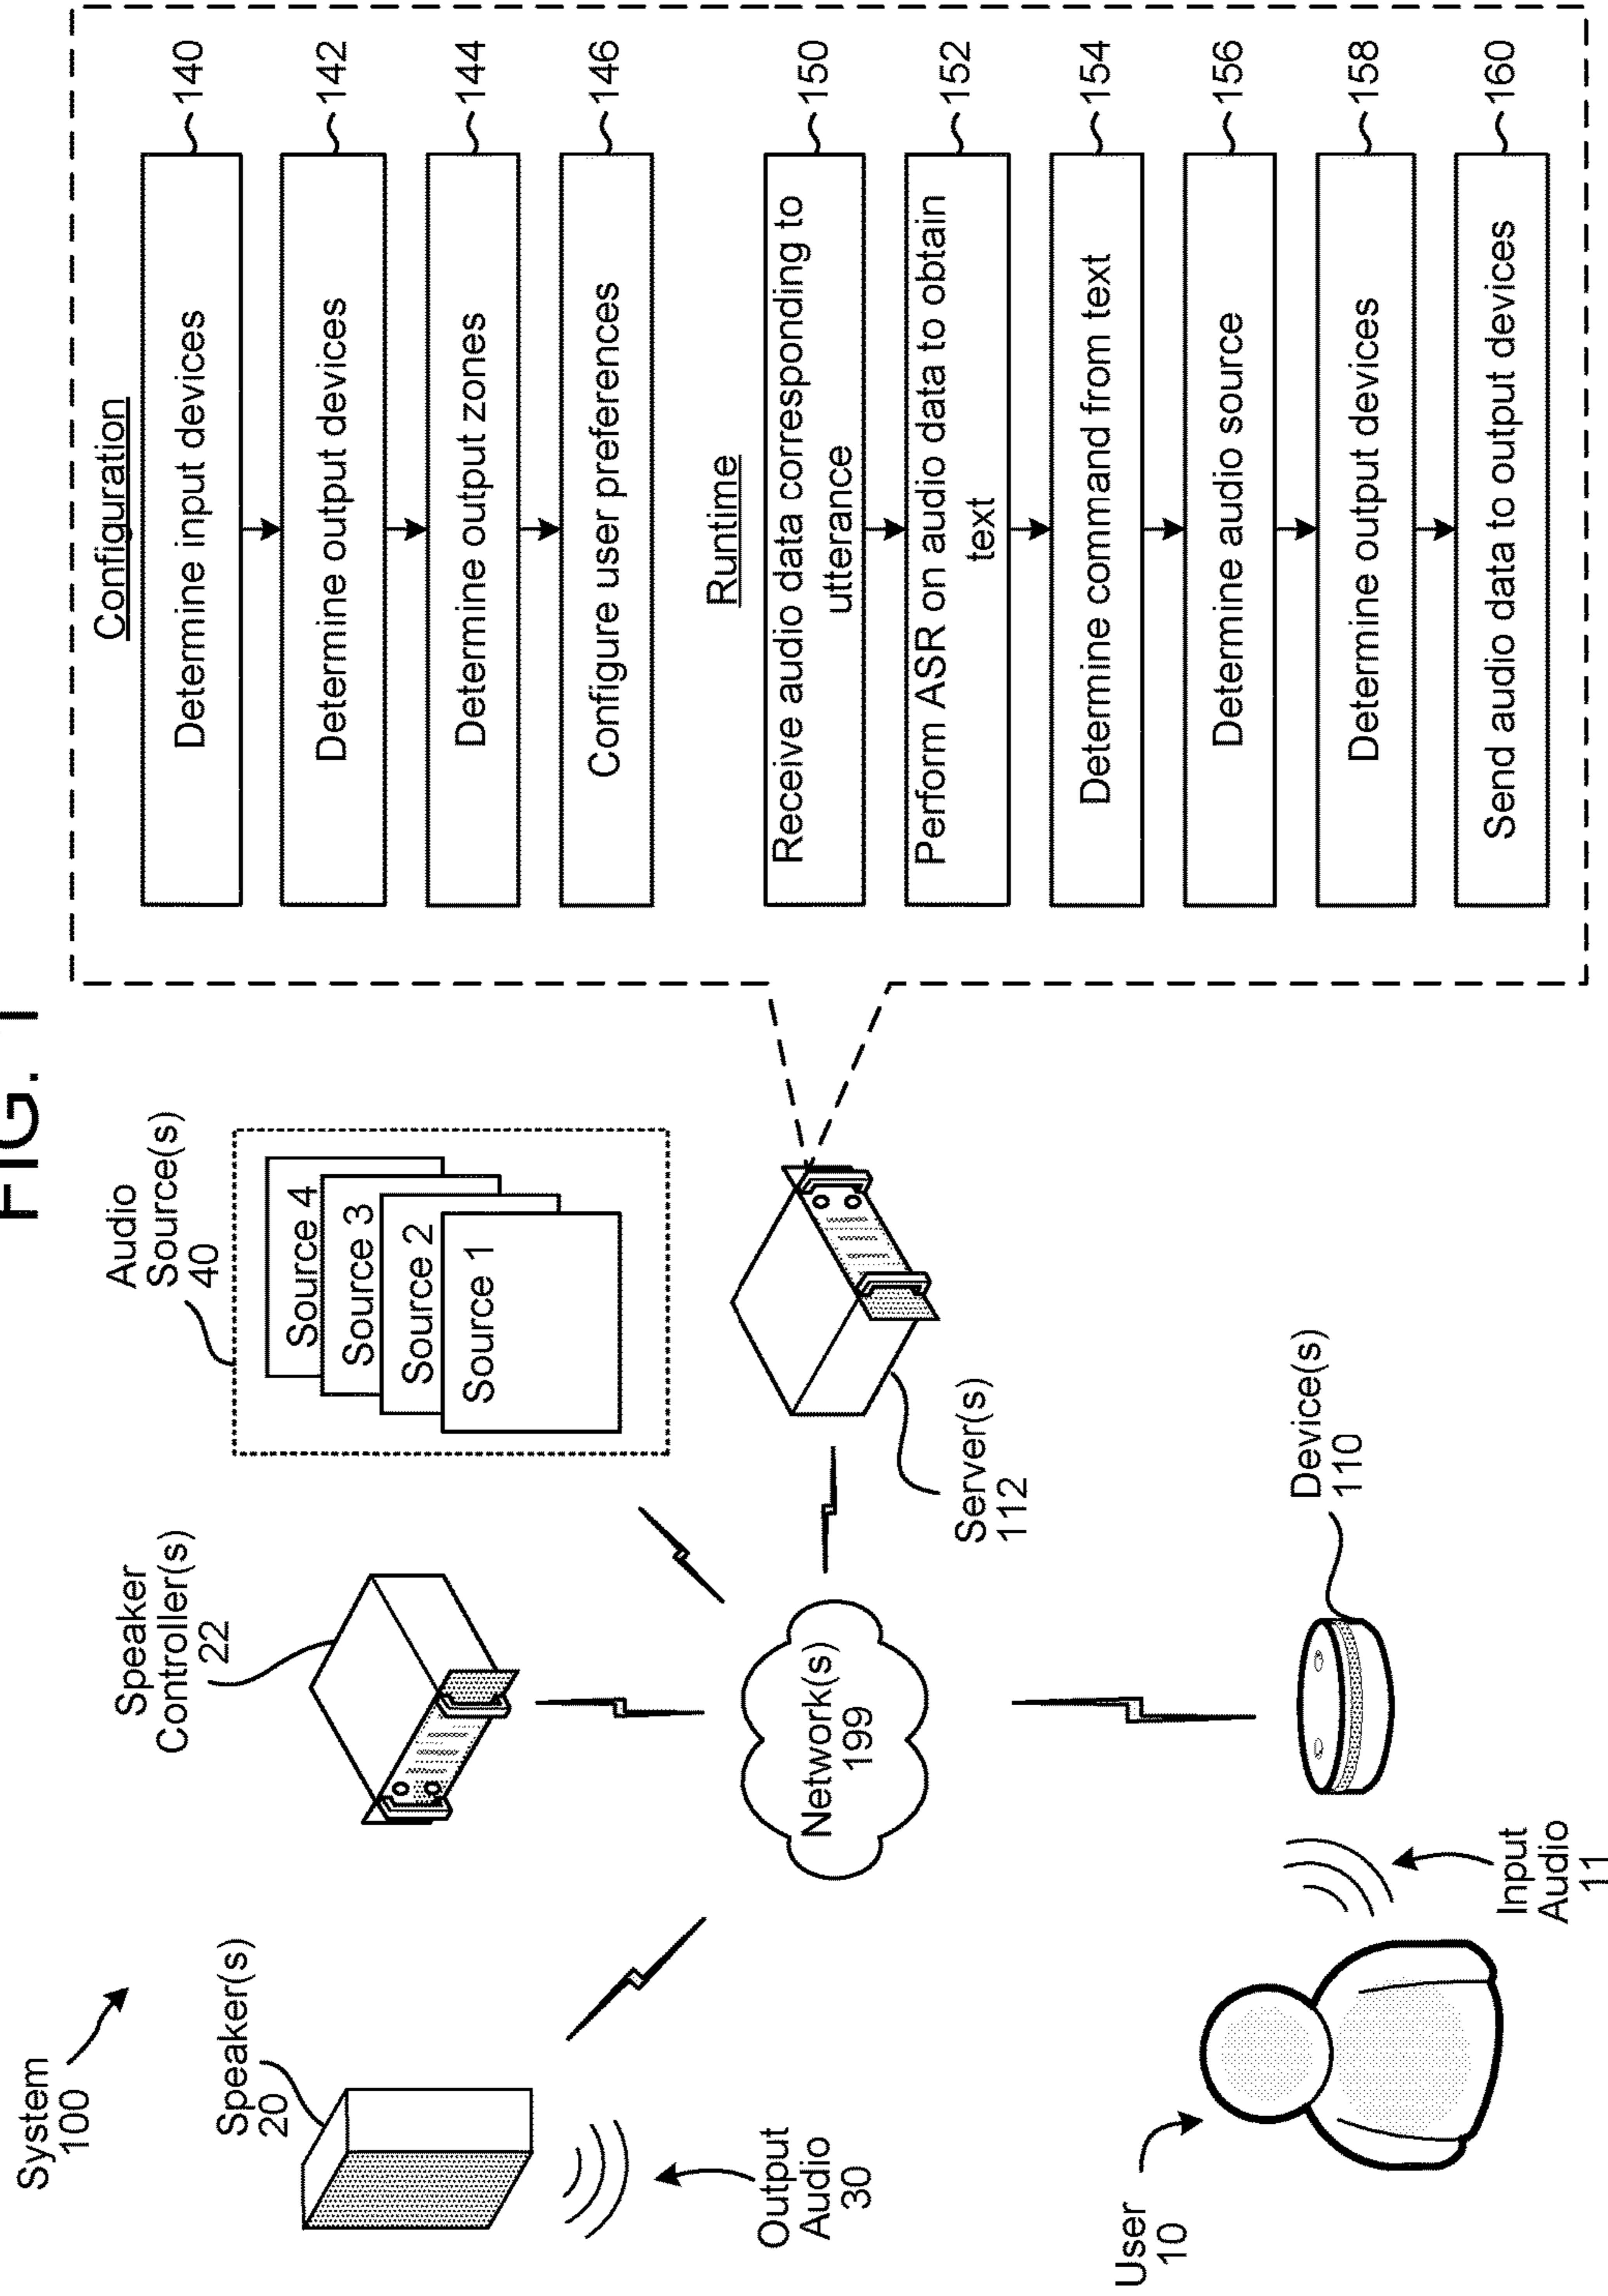 FIG. 1
System
100
Speaker(s)
20
Output
Audio
30
Speaker
Controller(s)
22
Audio
Source(s)
40
Source 4
Source 3
Source 2
Source 1
Network(s)
199
Server(s)
112
User
10
Input
Audio
11
Device(s)
110
Configuration
Determine input devices
140
Determine output devices
142
Determine output zones
144
Configure user preferences
146
Runtime
Receive audio data corresponding to
utterance
150
Perform ASR on audio data to obtain
text
152
Determine command from text
154
Determine audio source
156
Determine output devices
158
Send audio data to output devices
160